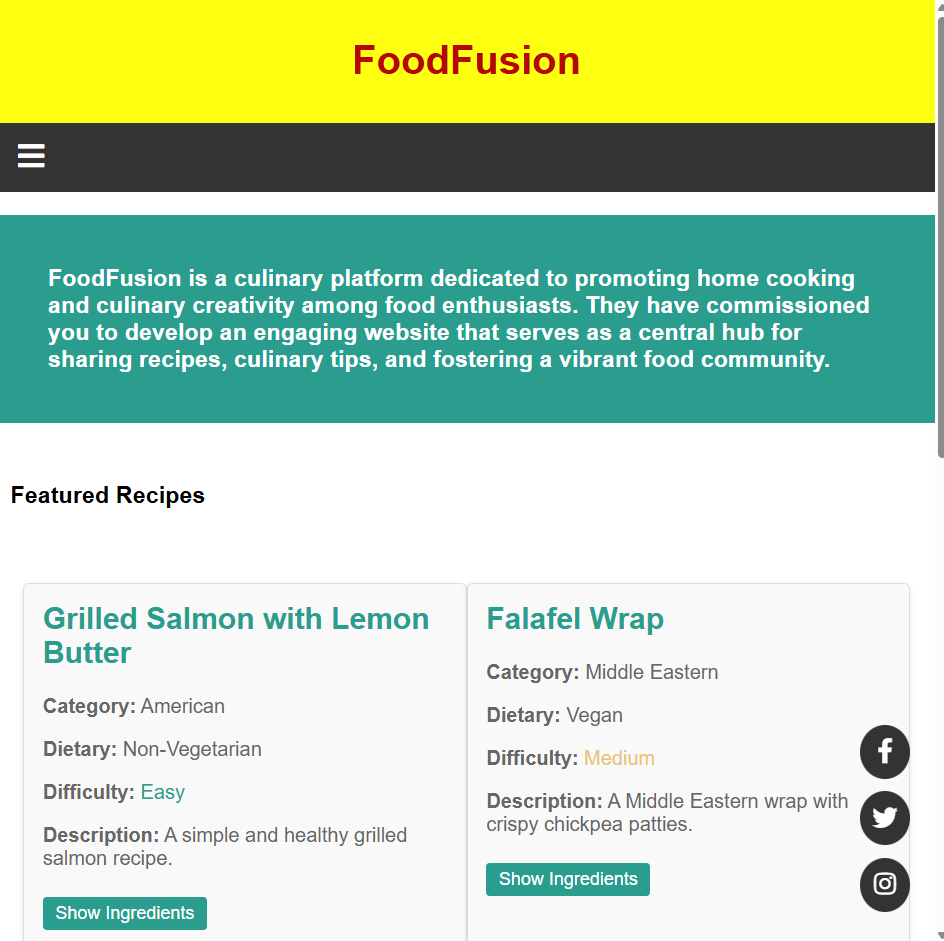 FoodFusion
FoodFusion is a culinary platform dedicated to promoting home cooking
and culinary creativity among food enthusiasts. They have commissioned
you to develop an engaging website that serves as a central hub for
sharing recipes, culinary tips, and fostering a vibrant food community.
Featured Recipes
Grilled Salmon with Lemon
Butter
Category: American
Dietary: Non-Vegetarian
Difficulty: Easy
Description: A simple and healthy grilled
salmon recipe.
Show Ingredients
Falafel Wrap
Category: Middle Eastern
Dietary: Vegan
Difficulty: Medium
Description: A Middle Eastern wrap with
crispy chickpea patties.
Show Ingredients